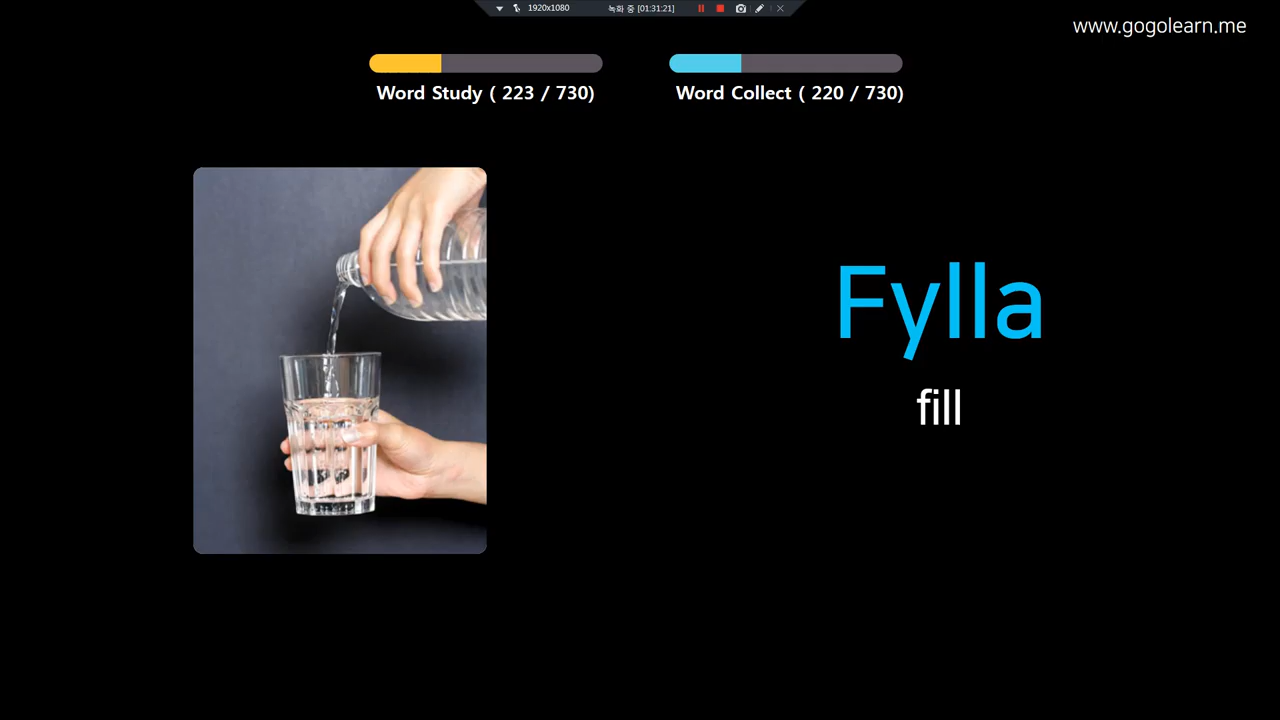 1920x1080
녹화 중 [01:31:21]
www.gogolearn.me
Word Study ( 223 / 730)
Word Collect ( 220 / 730)
Fylla
fill